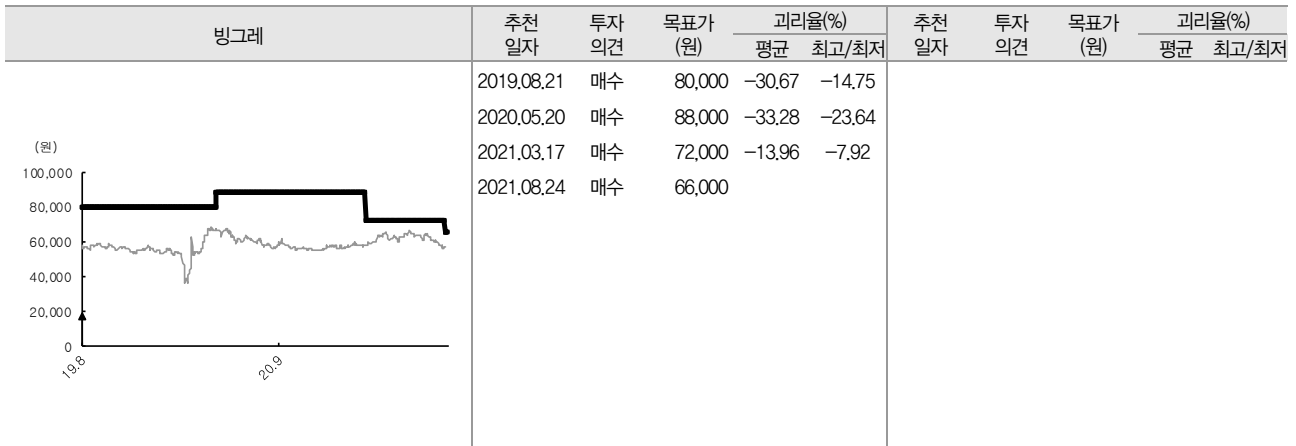 빙그레
추천
일자
투자
의견
목표가
(원)
괴리율(%)
평균 최고/최저
추천
일자
투자
의견
목표가
(원)
괴리율(%)
평균 최고/최저
2019.08.21 매수 80,000 -30.67 -14.75
2020.05.20 매수 88,000 -33.28 -23.64
2021.03.17 매수 72,000 -13.96 -7.92
2021.08.24 매수 66,000
(원)
100,000
80,000
60,000
40,000
20,000
0
19.8
20.9